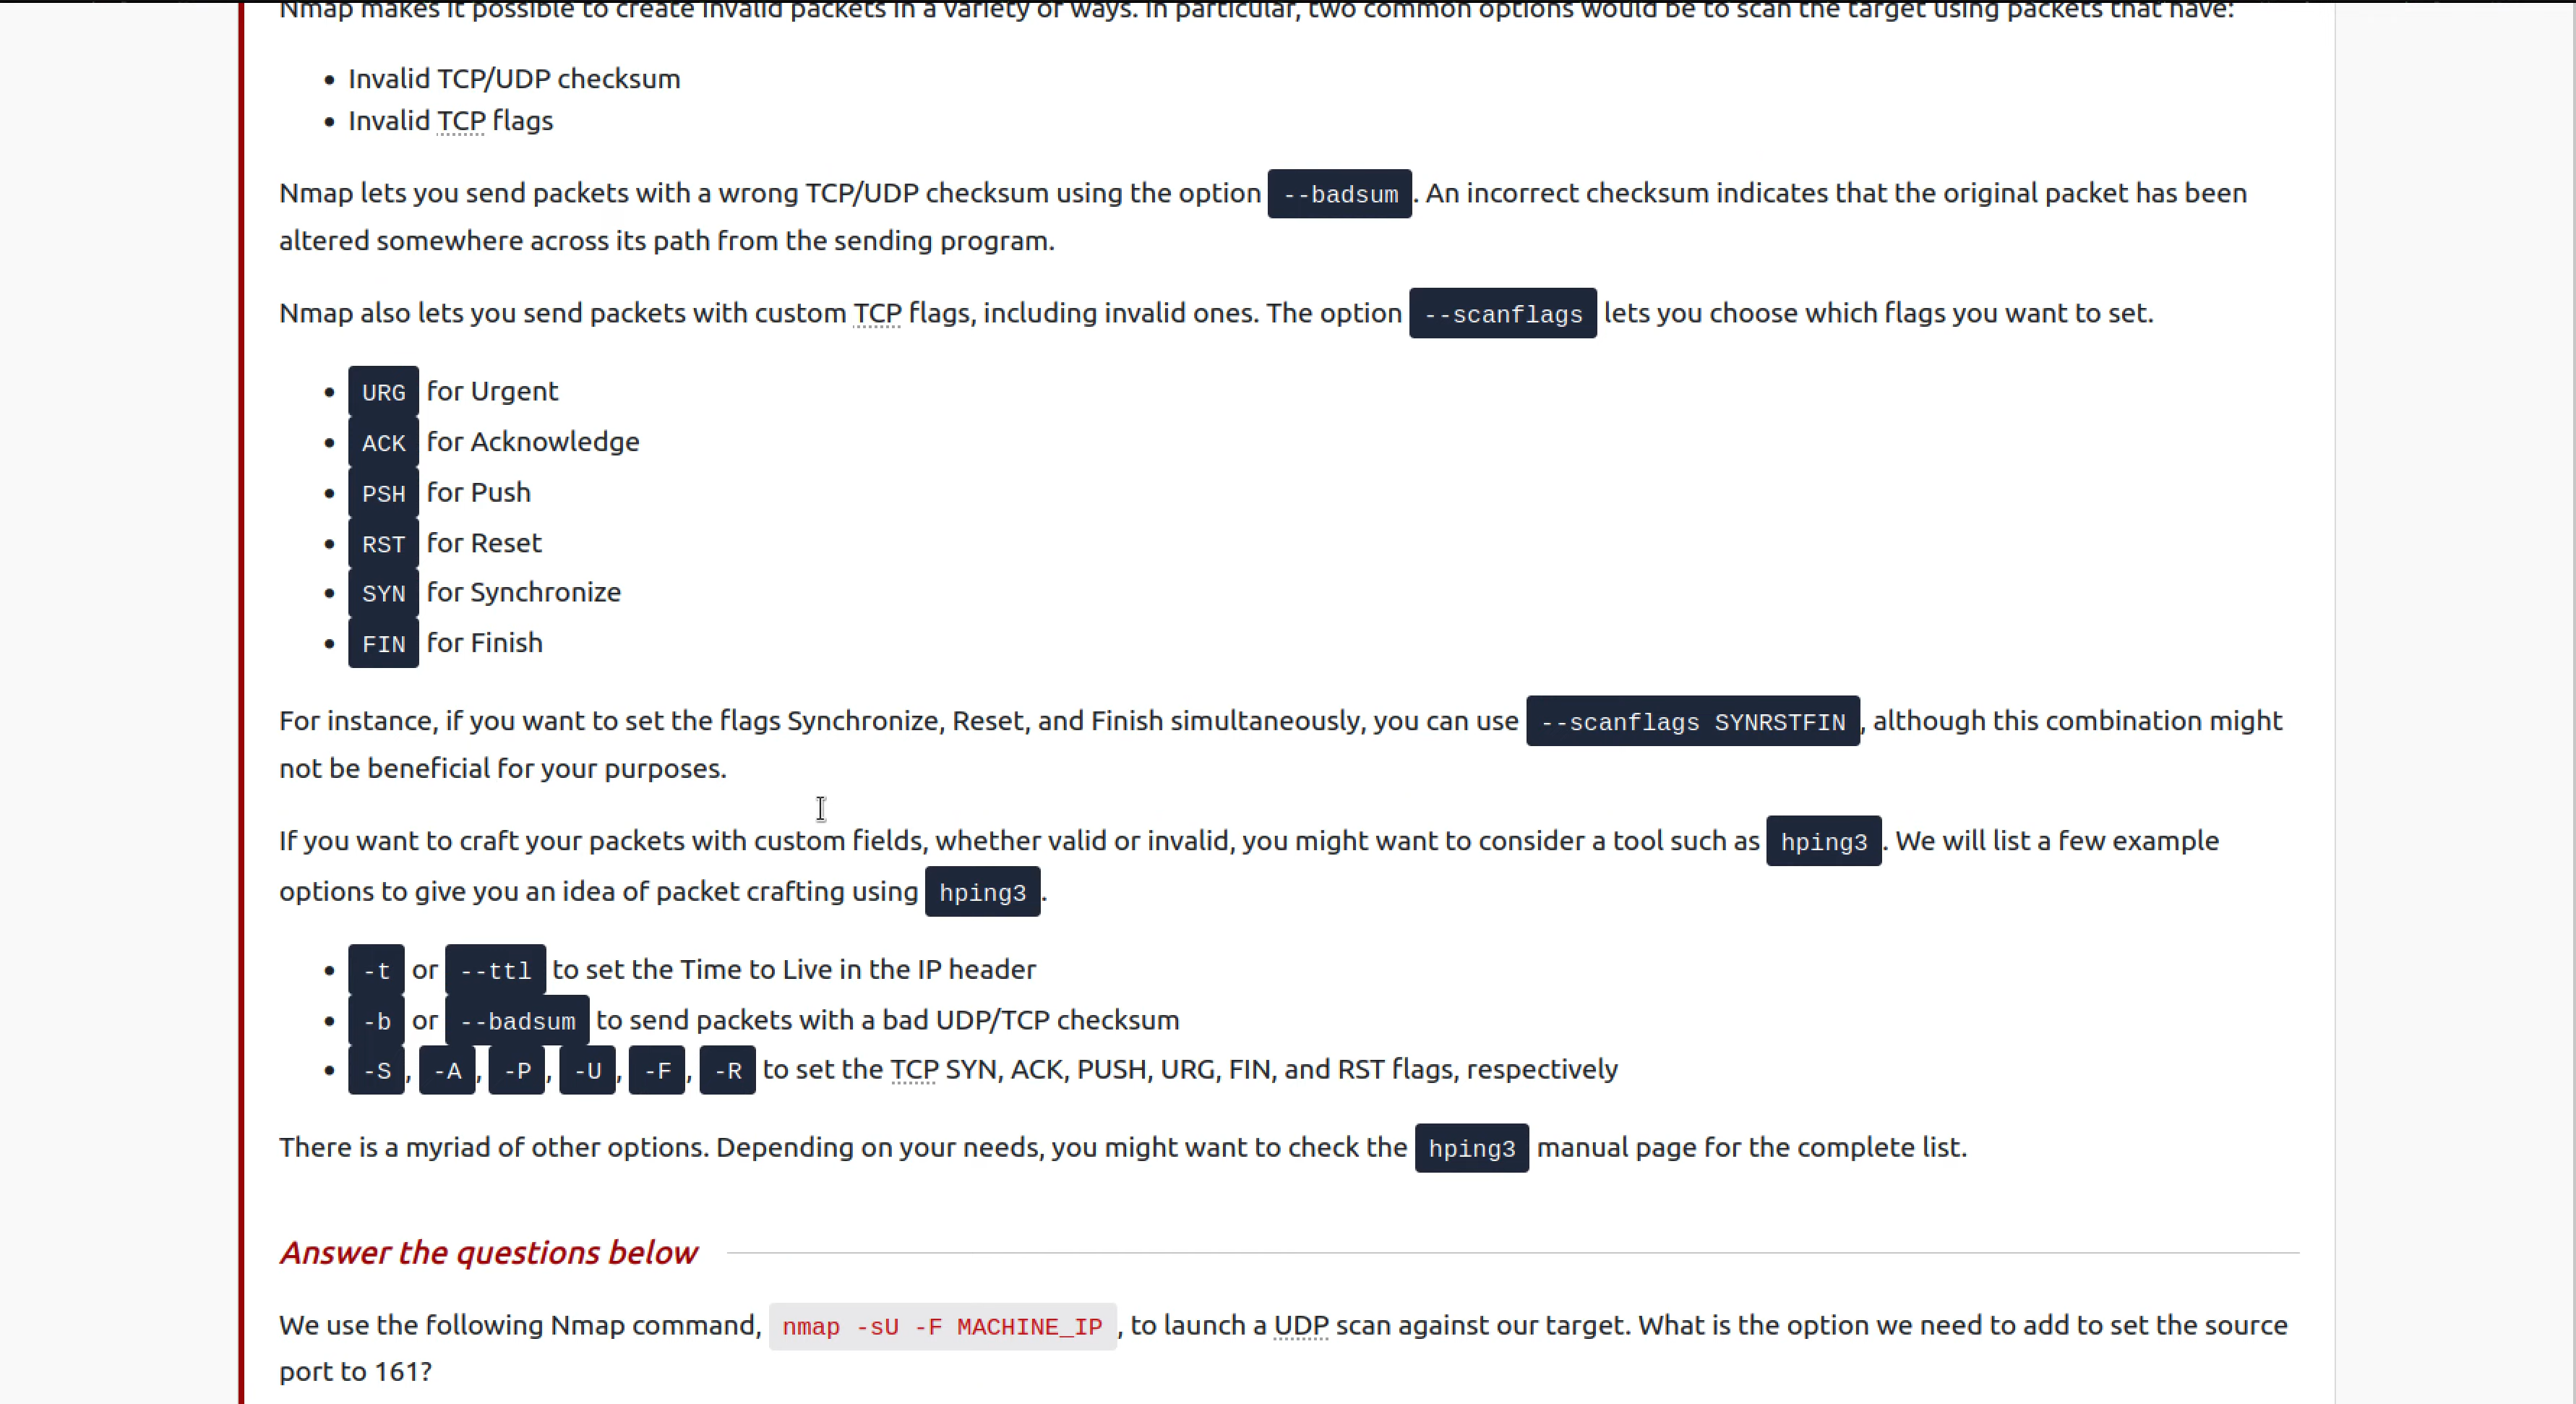 Nmap makes it possible to create invalid packets in a variety of ways. In particular, two common options would be to scan the target using packets that have:
• Invalid TCP/UDP checksum
• Invalid TCP flags
Nmap lets you send packets with a wrong TCP/UDP checksum using the option --badsum. An incorrect checksum indicates that the original packet has been
altered somewhere across its path from the sending program.
Nmap also lets you send packets with custom TCP flags, including invalid ones. The option --scanflags lets you choose which flags you want to set.
• URG for Urgent
• ACK for Acknowledge
• PSH for Push
• RST for Reset
• SYN for Synchronize
• FIN for Finish
For instance, if you want to set the flags Synchronize, Reset, and Finish simultaneously, you can use --scanflags SYNRSTFIN, although this combination might
not be beneficial for your purposes.
If you want to craft your packets with custom fields, whether valid or invalid, you might want to consider a tool such as hping3. We will list a few example
options to give you an idea of packet crafting using hping3.
• -t or --ttl to set the Time to Live in the IP header
• -b or --badsum to send packets with a bad UDP/TCP checksum
• -S, -A, -P, -U, -F, -R to set the TCP SYN, ACK, PUSH, URG, FIN, and RST flags, respectively
There is a myriad of other options. Depending on your needs, you might want to check the hping3 manual page for the complete list.
Answer the questions below
We use the following Nmap command, nmap -sU -F MACHINE_IP, to launch a UDP scan against our target. What is the option we need to add to set the source
port to 161?